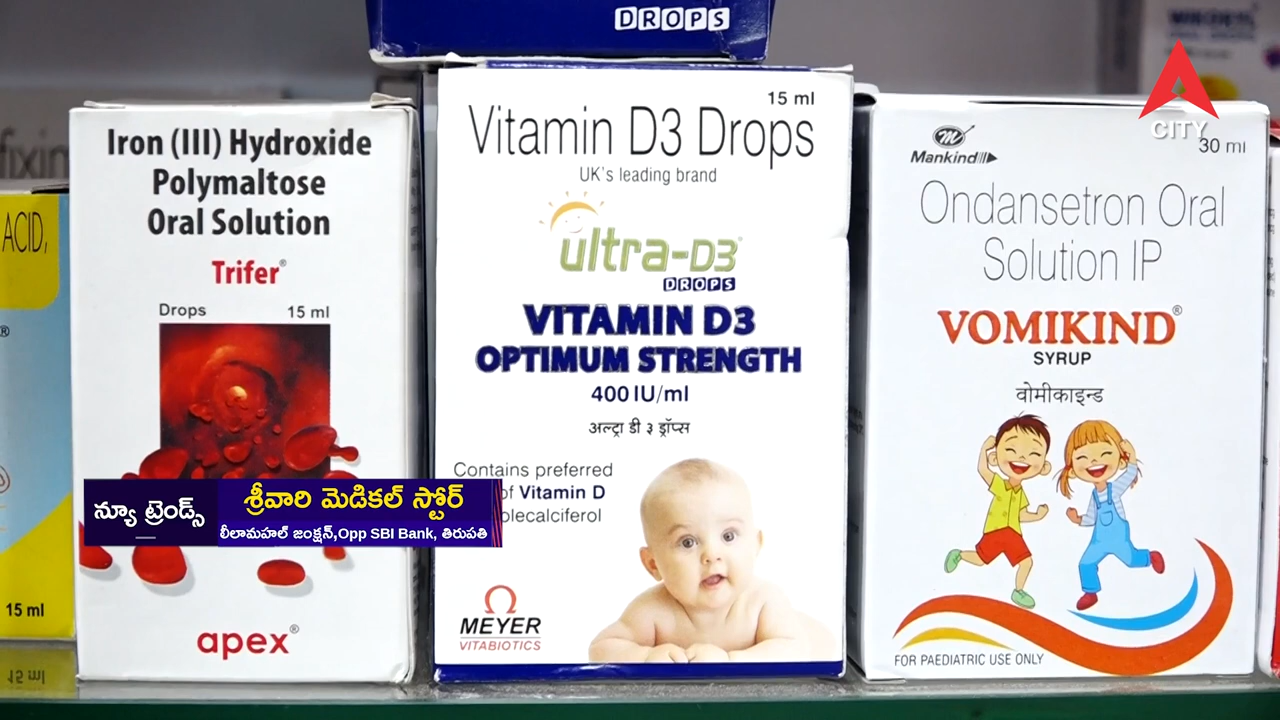 DROPS
CITY
ACID,
15 ml
Iron (III) Hydroxide
Polymaltose
Oral Solution
Trifer®
Drops 15 ml
apex®
15 ml
Vitamin D3 Drops
UK's leading brand
ultra-D3®
DROPS
VITAMIN D3
OPTIMUM STRENGTH
400 IU/ml
अल्ट्रा डी ३ ड्रॉप्स
Contains preferred
of Vitamin D
MEYER
VITABIOTICS
Mankind
30 ml
Ondansetron Oral
Solution IP
VOMIKIND®
SYRUP
वोमीकाइन्ड
FOR PAEDIATRIC USE ONLY
న్యూ ట్రెండ్స్
శ్రీవారి మెడికల్ స్టోర్
లీలామహల్ జంక్షన్,Opp SBI Bank, తిరుపతి